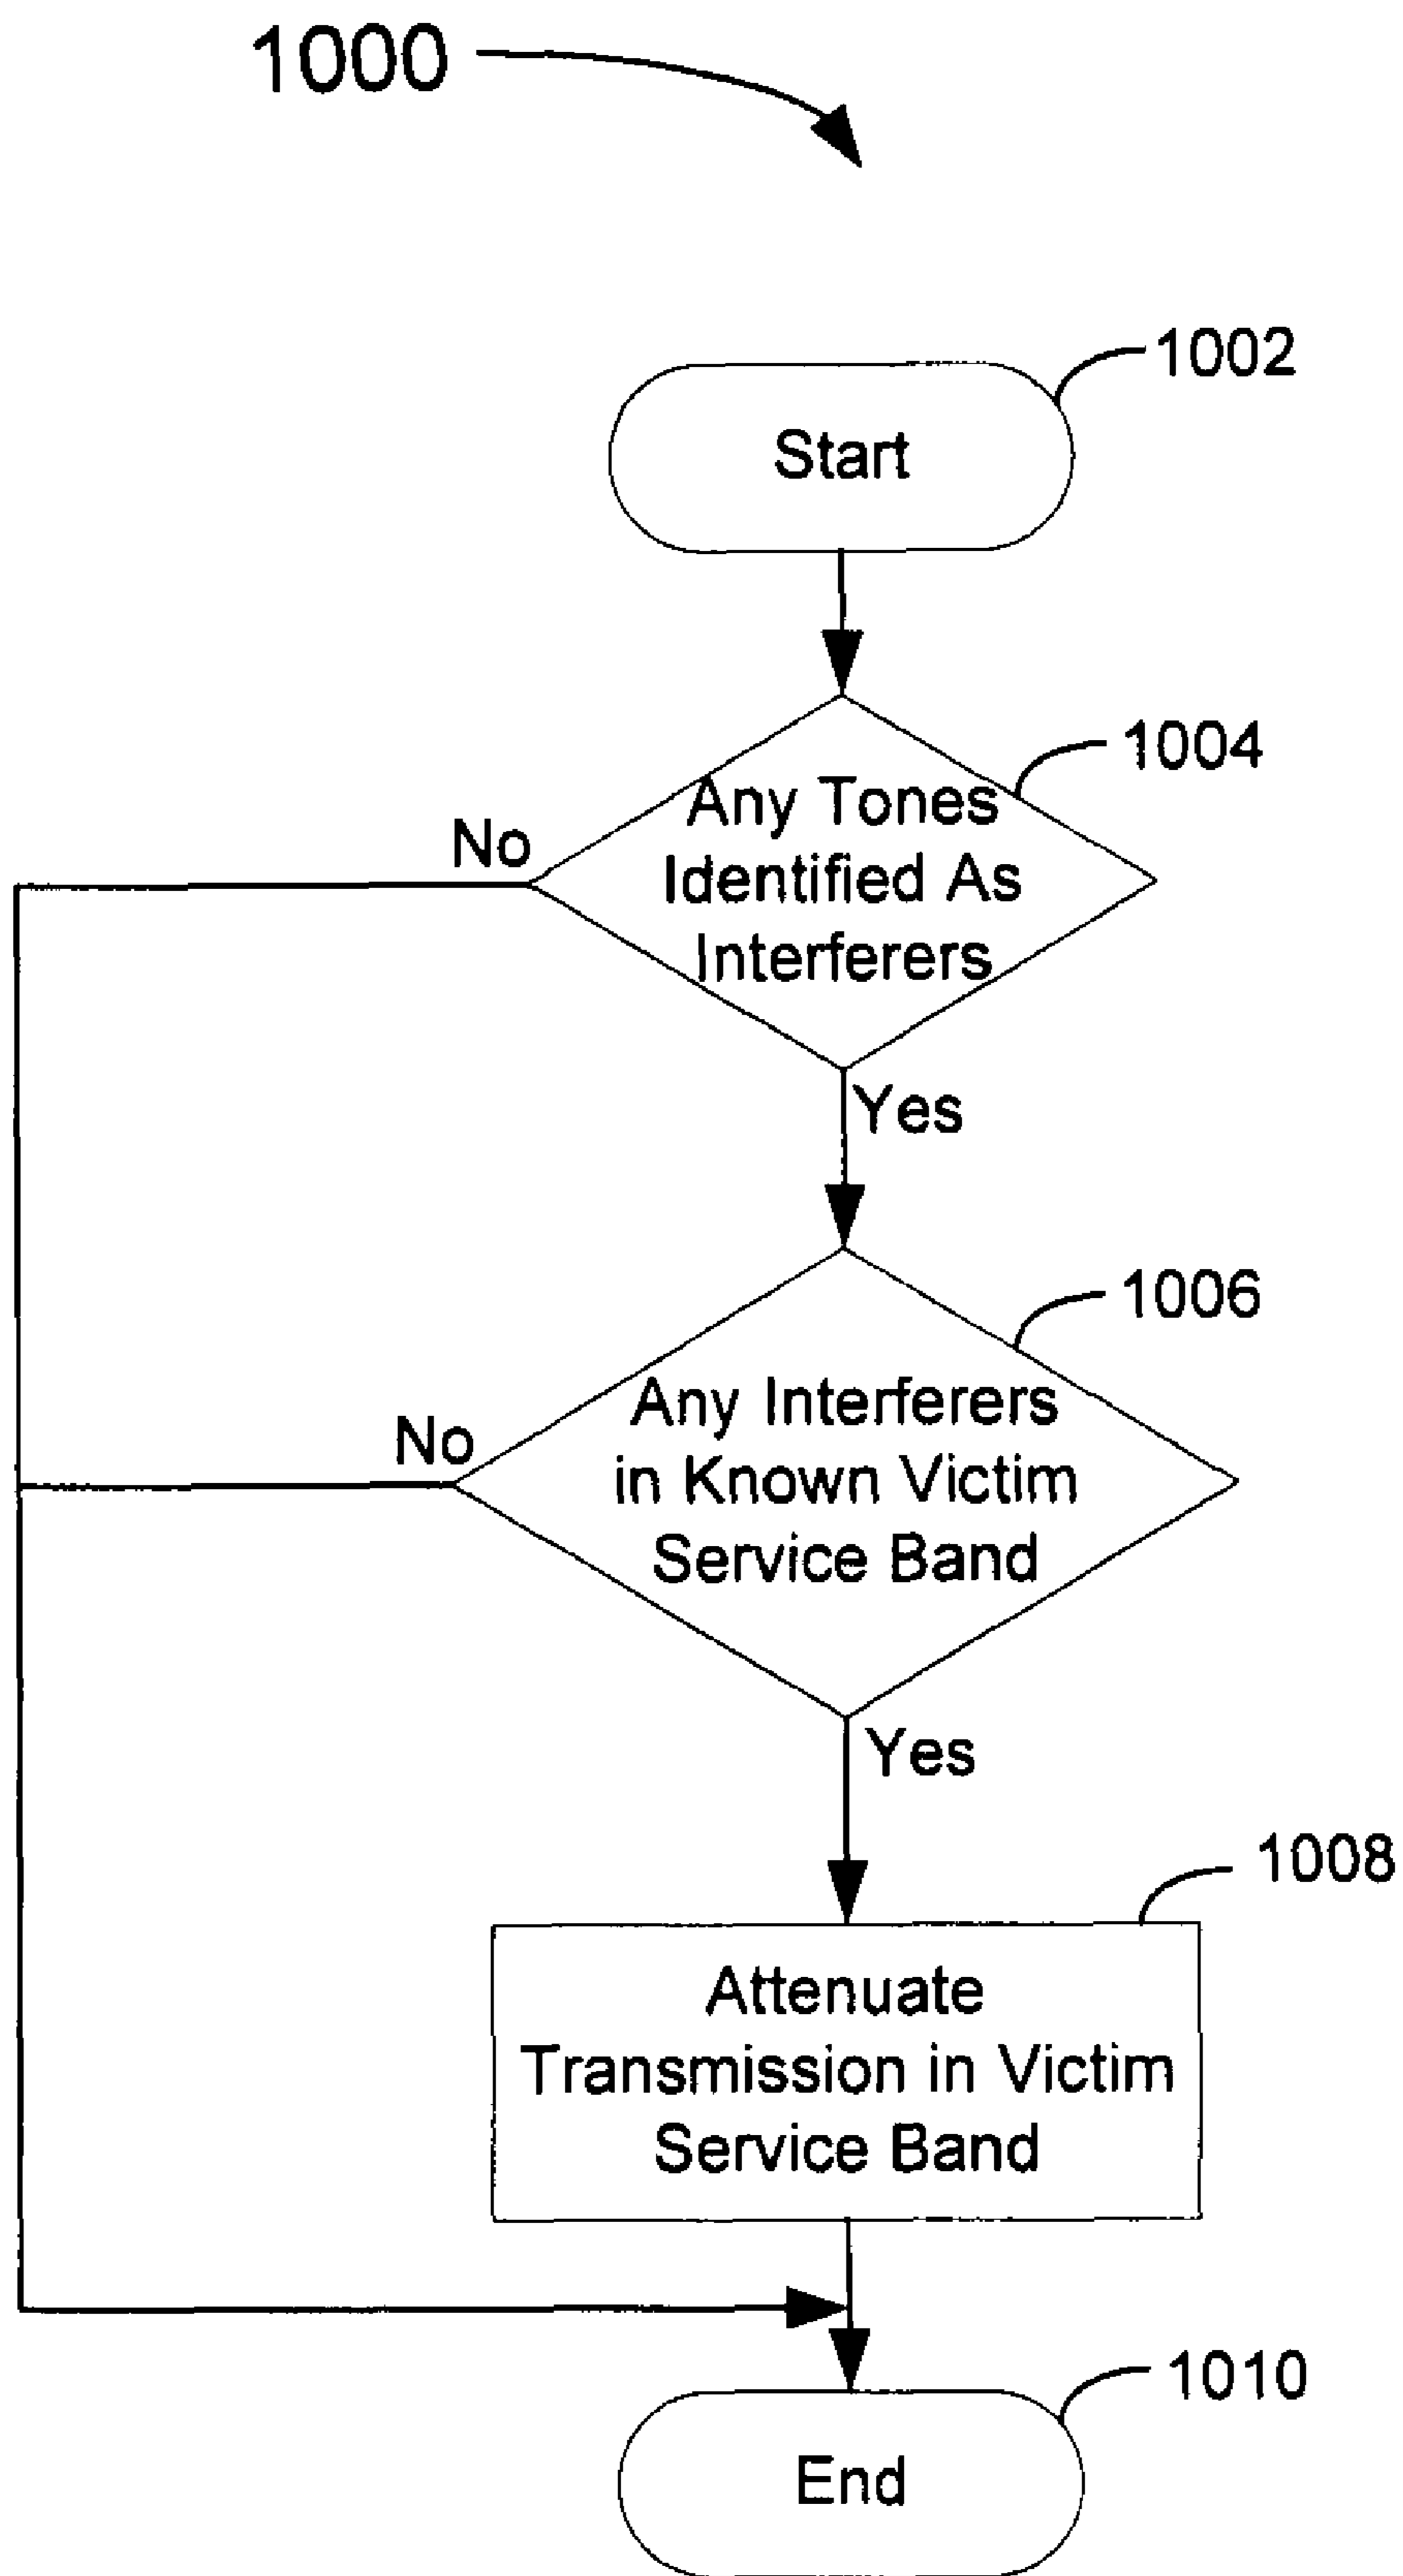 1000
1002
Start
1004
Any Tones
Identified As
Interferers
No
Yes
1006
Any Interferers
in Known Victim
Service Band
No
Yes
1008
Attenuate
Transmission in Victim
Service Band
1010
End